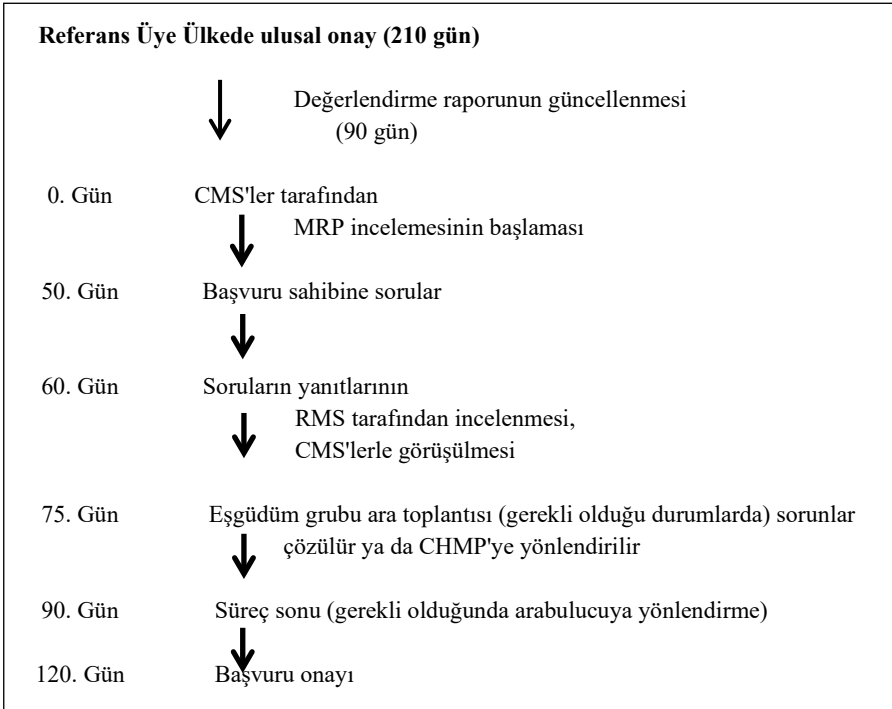 Referans Üye Ülkede ulusal onay (210 gün)
Değerlendirme raporunun güncellenmesi
(90 gün)
0. Gün CMS'ler tarafından
MRP incelemesinin başlaması
50. Gün Başvuru sahibine sorular
60. Gün Soruların yanıtlarının
RMS tarafından incelenmesi,
CMS'lerle görüşülmesi
75. Gün Eşgüdüm grubu ara toplantısı (gerekli olduğu durumlarda) sorunlar
çözülür ya da CHMP'ye yönlendirilir
90. Gün Süreç sonu (gerekli olduğunda arabulucuya yönlendirme)
120. Gün Başvuru onayı